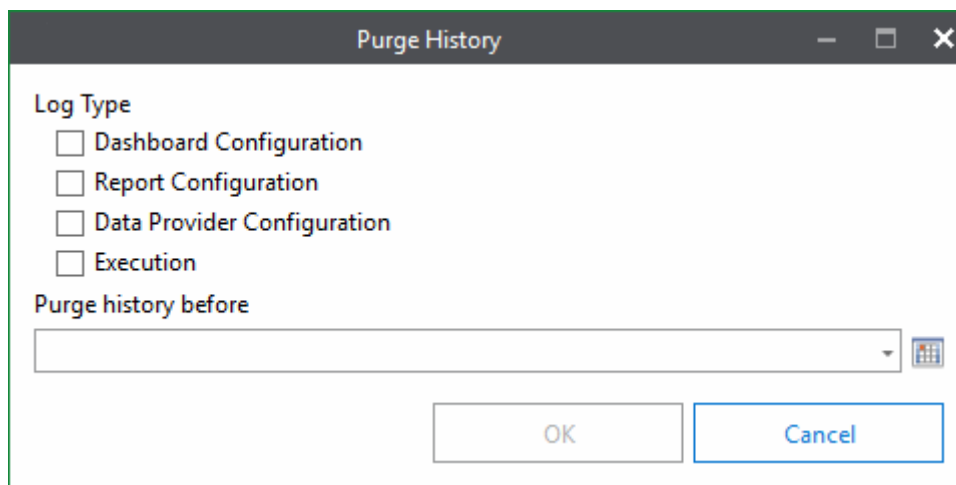 Purge History
Log Type
Dashboard Configuration
Report Configuration
Data Provider Configuration
Execution
Purge history before
OK
Cancel